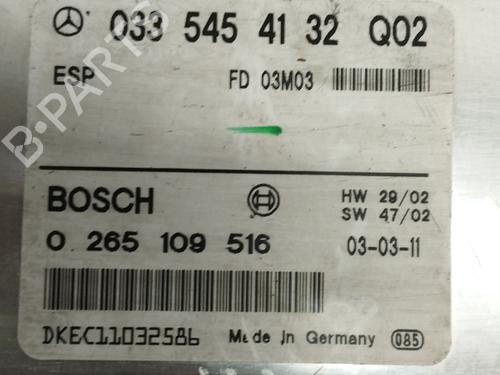 033 545 41 32 Q02
ESP FD 03M03
BOSCH HW 29/02
SW 47/02
0 265 109 516 03-03-11
DKEC11032586 Made in Germany 085
B-PARTS